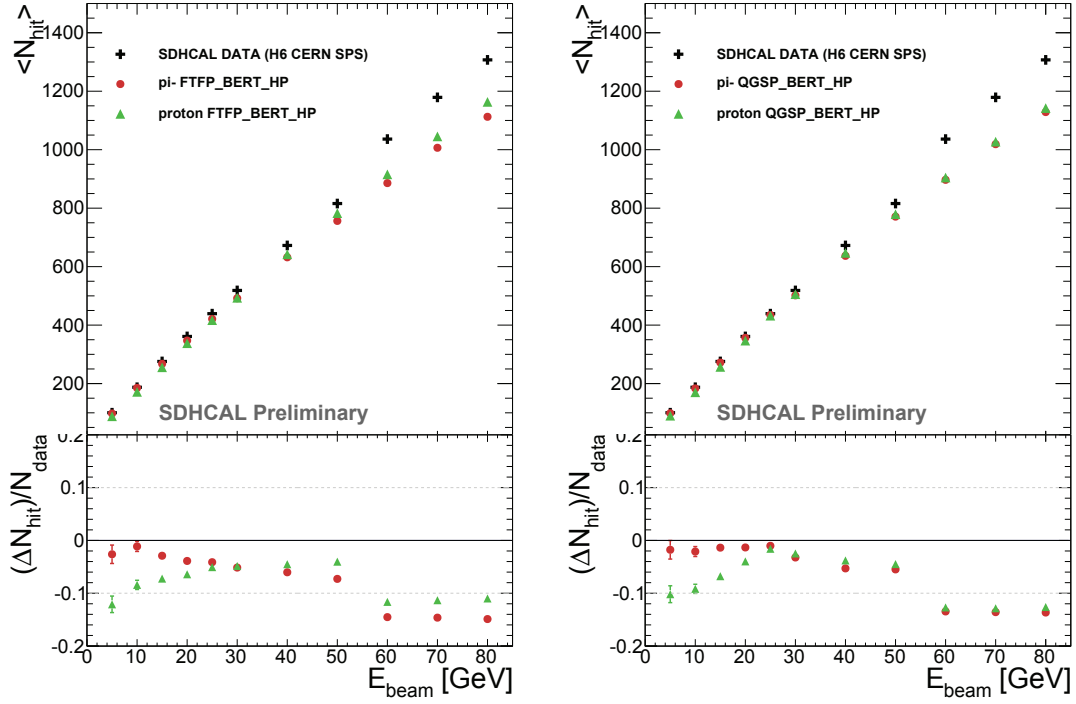 <N_hit>
1400
1200
1000
800
600
400
200
SDHCAL DATA (H6 CERN SPS)
pi- FTFP_BERT_HP
proton FTFP_BERT_HP
SDHCAL Preliminary
(ΔN_hit)/N_data
0.2
0.1
0
-0.1
-0.2
0 10 20 30 40 50 60 70 80
E_beam [GeV]
<N_hit>
1400
1200
1000
800
600
400
200
SDHCAL DATA (H6 CERN SPS)
pi- QGSP_BERT_HP
proton QGSP_BERT_HP
SDHCAL Preliminary
(ΔN_hit)/N_data
0.2
0.1
0
-0.1
-0.2
0 10 20 30 40 50 60 70 80
E_beam [GeV]